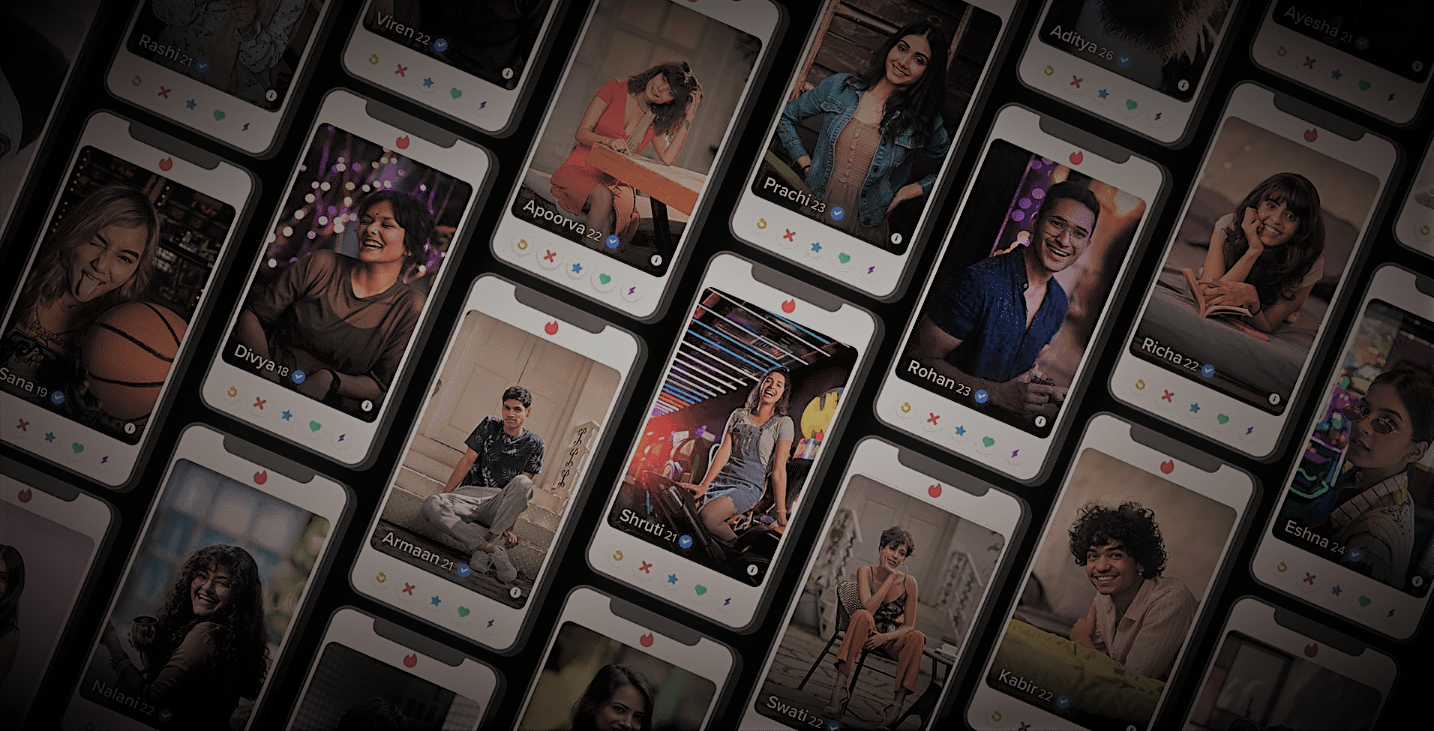 Rashi 21
Viren 22
Aditya 26
Ayesha 21
Apoorva 22
Prachi 23
Sana 19
Divya 18
Rohan 23
Richa 22
Armaan 21
Shruti 21
Eshna 24
Nalani 22
Swati 22
Kabir 22